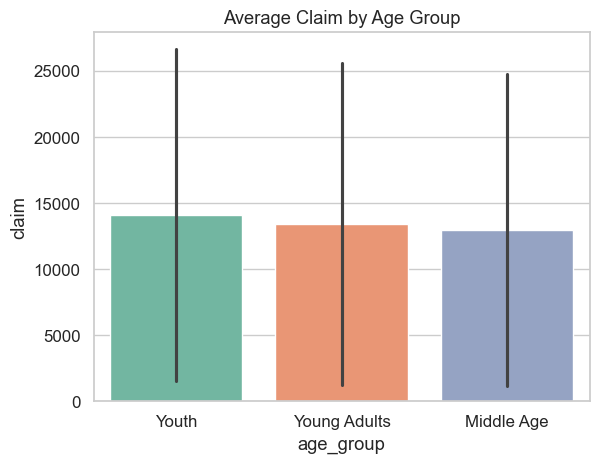 Average Claim by Age Group
claim
25000
20000
15000
10000
5000
0
Youth
Young Adults
Middle Age
age_group